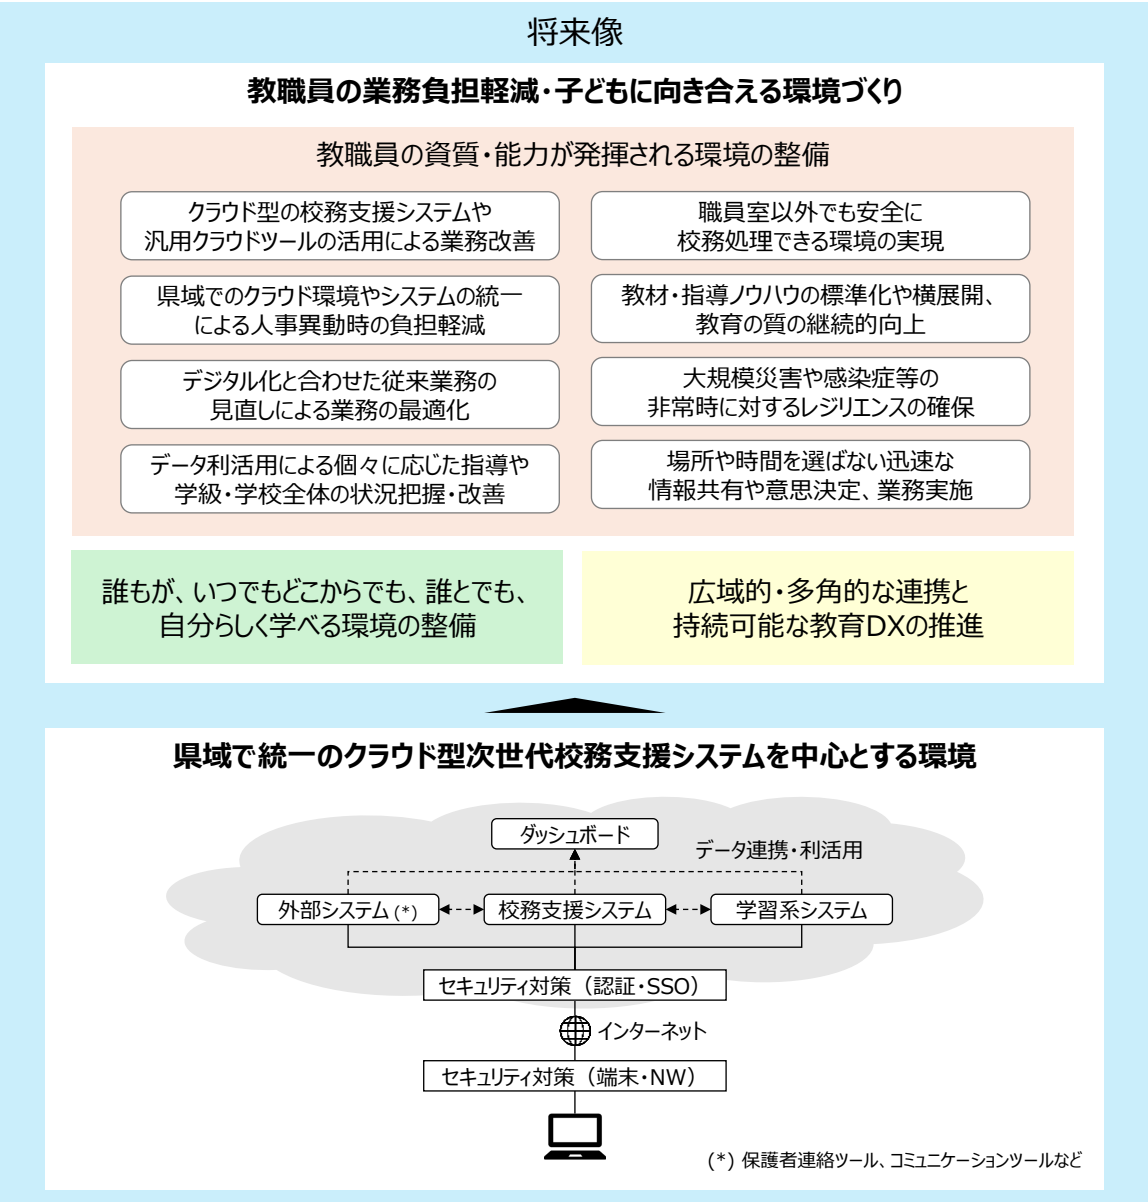 将来像
教職員の業務負担軽減・子どもに向き合える環境づくり
教職員の資質・能力が発揮される環境の整備
クラウド型の校務支援システムや
汎用クラウドツールの活用による業務改善
職員室以外でも安全に
校務処理できる環境の実現
県域でのクラウド環境やシステムの統一
による人事異動時の負担軽減
教材・指導ノウハウの標準化や横展開、
教育の質の継続的向上
デジタル化と合わせた従来業務の
見直しによる業務の最適化
大規模災害や感染症等の
非常時に対するレジリエンスの確保
データ利活用による個々に応じた指導や
学級・学校全体の状況把握・改善
場所や時間を選ばない迅速な
情報共有や意思決定、業務実施
誰もが、いつでもどこからでも、誰とでも、
自分らしく学べる環境の整備
広域的・多角的な連携と
持続可能な教育DXの推進
県域で統一のクラウド型次世代校務支援システムを中心とする環境
ダッシュボード
データ連携・利活用
外部システム(*)
校務支援システム
学習系システム
セキュリティ対策（認証・SSO）
インターネット
セキュリティ対策（端末・NW）
(*) 保護者連絡ツール、コミュニケーションツールなど